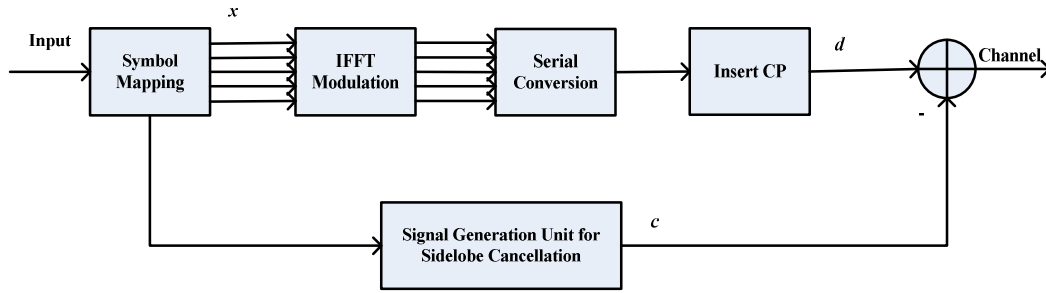 x
Input
Symbol
Mapping
IFFT
Modulation
Serial
Conversion
Insert CP
d
Channel
-
Signal Generation Unit for
Sidelobe Cancellation
c